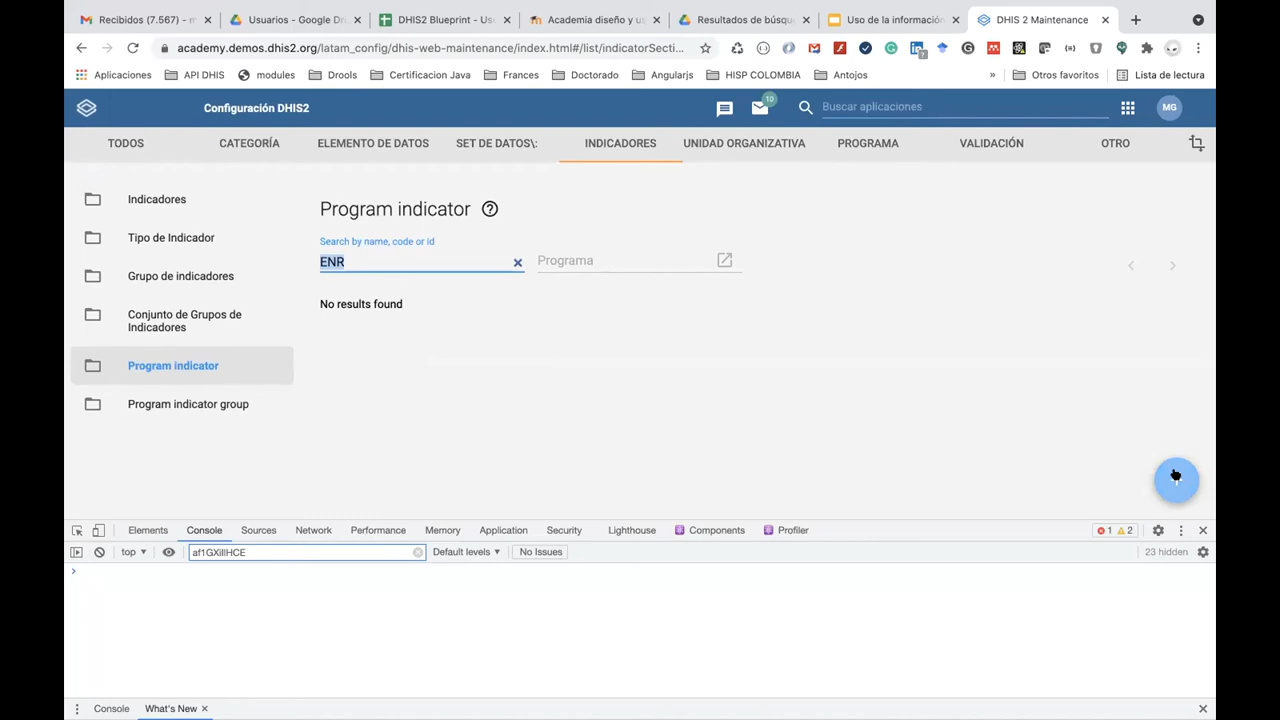 Recibidos (7.567) - m
Usuarios - Google Dri
DHIS2 Blueprint - Use
Academia diseño y us
Resultados de búsqu
Uso de la información
DHIS 2 Maintenance
academy.demos.dhis2.org/latam_config/dhis-web-maintenance/index.html#/list/indicatorSecti...
Aplicaciones
API DHIS
modules
Drools
Certificacion Java
Frances
Doctorado
Angularjs
HISP COLOMBIA
Antojos
»
Otros favoritos
Lista de lectura
Configuración DHIS2
10
Buscar aplicaciones
MG
TODOS
CATEGORÍA
ELEMENTO DE DATOS
SET DE DATOS\:
INDICADORES
UNIDAD ORGANIZATIVA
PROGRAMA
VALIDACIÓN
OTRO
Indicadores
Tipo de Indicador
Grupo de indicadores
Conjunto de Grupos de
Indicadores
Program indicator
Program indicator group
Program indicator
Search by name, code or id
ENR
Programa
No results found
Elements
Console
Sources
Network
Performance
Memory
Application
Security
Lighthouse
Components
Profiler
1
2
top
Default levels
No Issues
23 hidden
Console
What's New